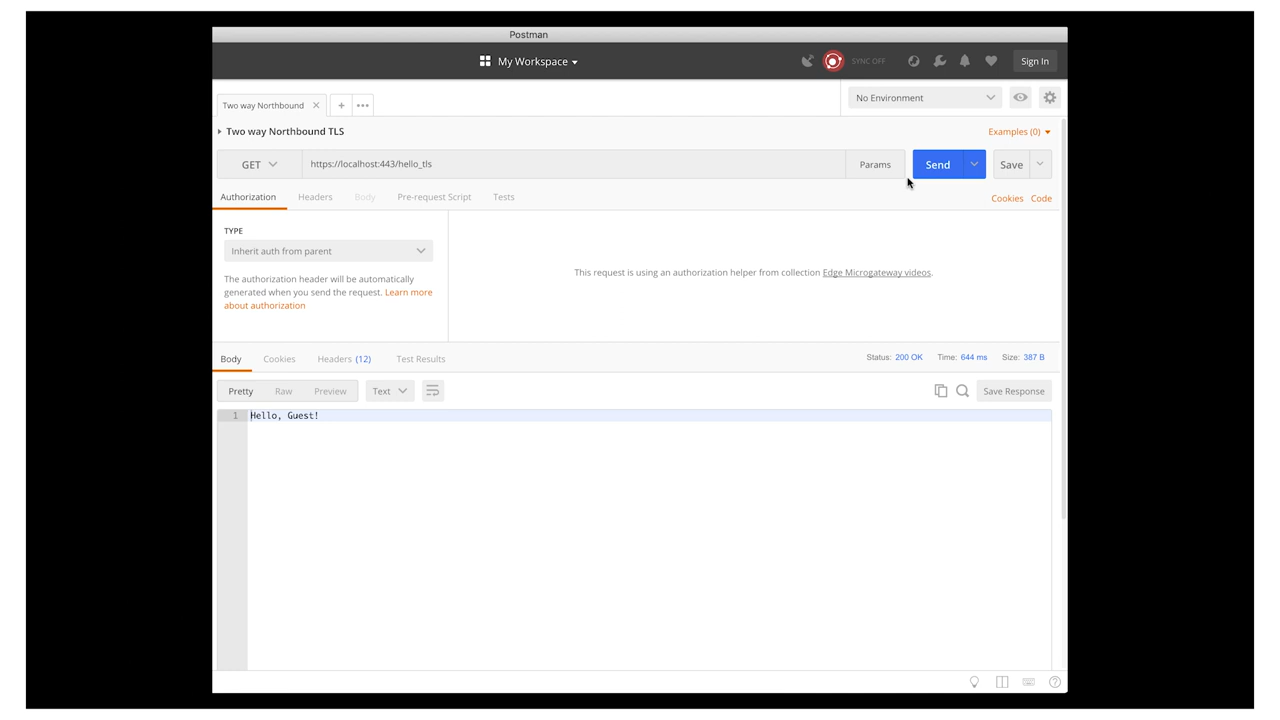 Postman
My Workspace
SYNC OFF
Sign In
Two way Northbound
No Environment
Two way Northbound TLS
Examples (0)
GET
https://localhost:443/hello_tls
Params
Send
Save
Authorization
Headers
Body
Pre-request Script
Tests
Cookies
Code
TYPE
Inherit auth from parent
The authorization header will be automatically
generated when you send the request. Learn more
about authorization
This request is using an authorization helper from collection Edge Microgateway videos.
Body
Cookies
Headers (12)
Test Results
Status: 200 OK
Time: 644 ms
Size: 387 B
Pretty
Raw
Preview
Text
Save Response
1
Hello, Guest!